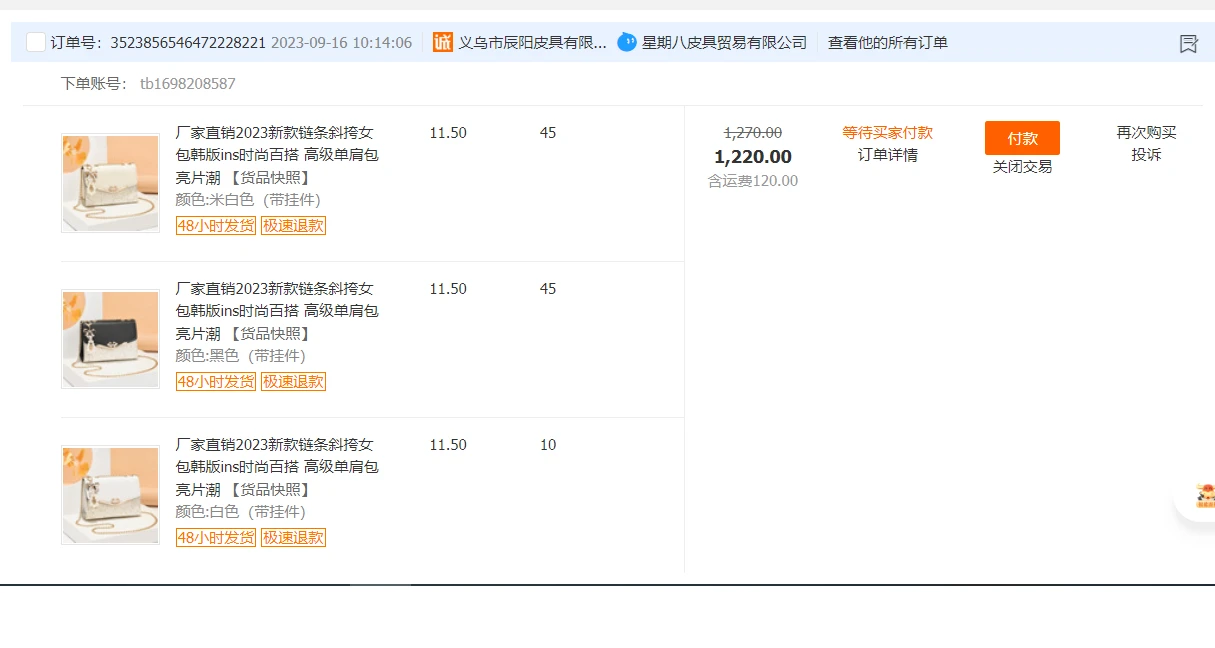 订单号：3523856546472228221 2023-09-16 10:14:06 诚 义乌市辰阳皮具有限... 星期八皮具贸易有限公司 查看他的所有订单
下单账号： tb1698208587
厂家直销2023新款链条斜挎女 11.50 45 1,270.00 等待买家付款 付款 再次购买
包韩版ins时尚百搭 高级单肩包 1,220.00 订单详情 关闭交易 投诉
亮片潮 【货品快照】 含运费120.00
颜色:米白色（带挂件）
48小时发货 极速退款
厂家直销2023新款链条斜挎女 11.50 45
包韩版ins时尚百搭 高级单肩包
亮片潮 【货品快照】
颜色:黑色（带挂件）
48小时发货 极速退款
厂家直销2023新款链条斜挎女 11.50 10
包韩版ins时尚百搭 高级单肩包
亮片潮 【货品快照】
颜色:白色（带挂件）
48小时发货 极速退款